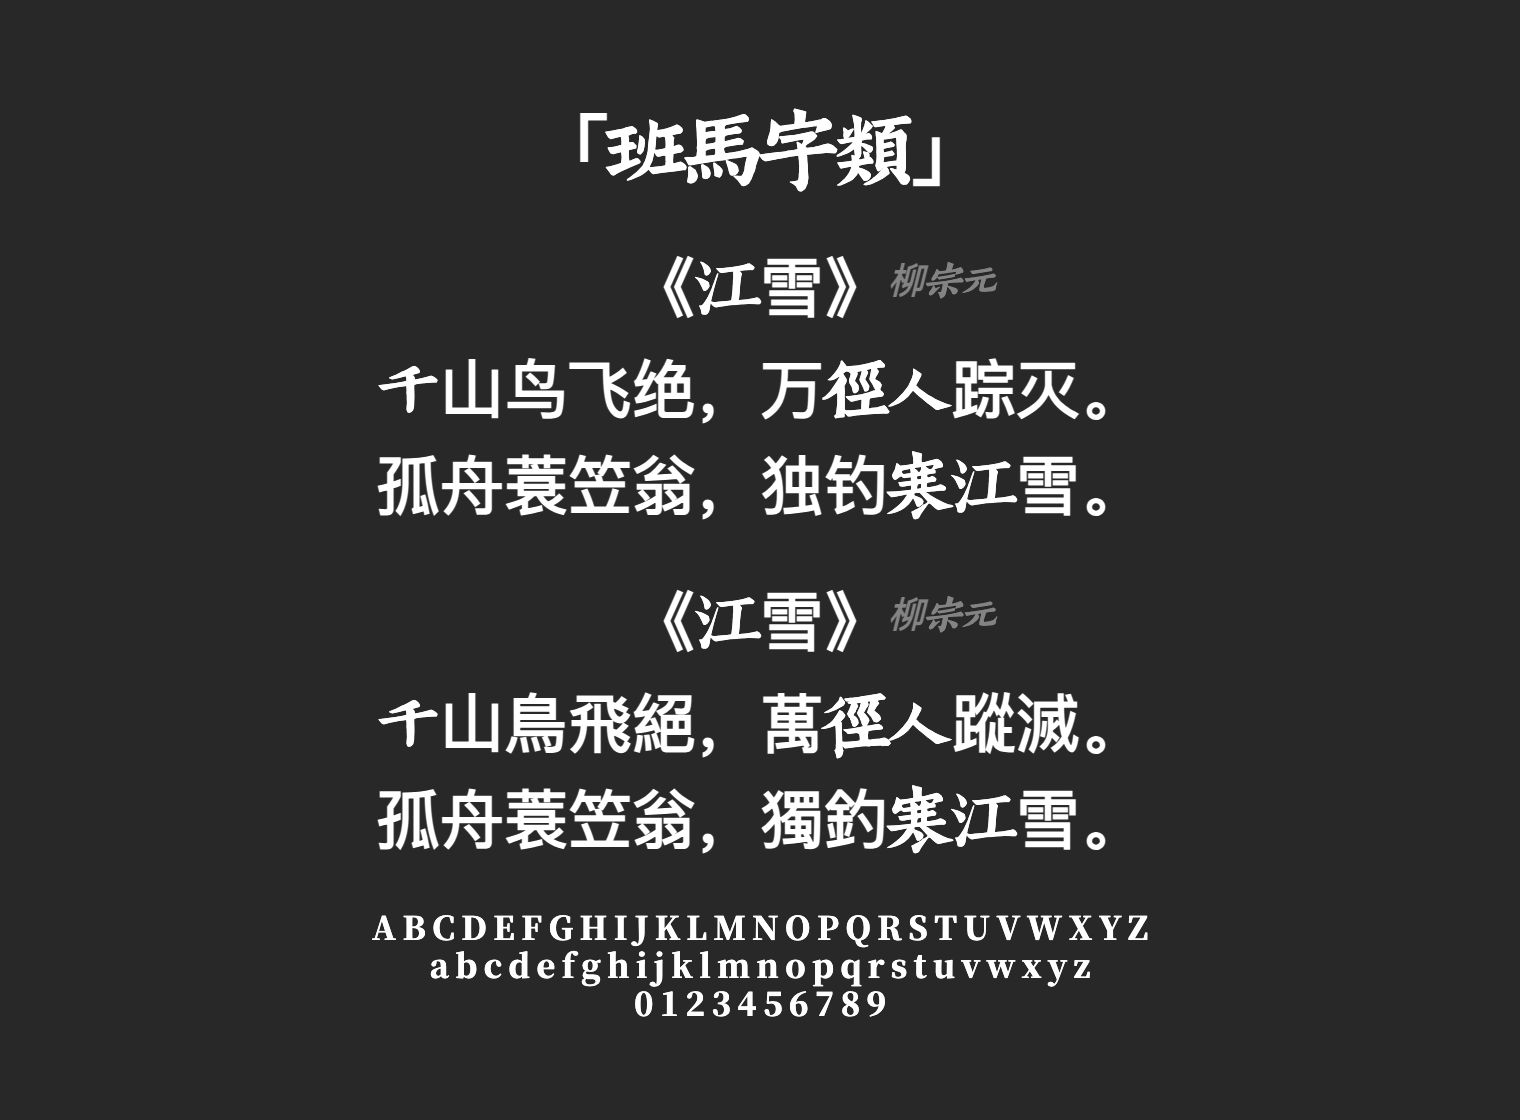 「班馬字類」
《江雪》柳宗元
千山鸟飞绝，万徑人踪灭。
孤舟蓑笠翁，独钓寒江雪。
《江雪》柳宗元
千山鳥飛絕，萬徑人蹤滅。
孤舟蓑笠翁，獨釣寒江雪。
ABCDEFGHIJKLMNOPQRSTUVWXYZ
abcdefghijklmnopqrstuvwxyz
0123456789